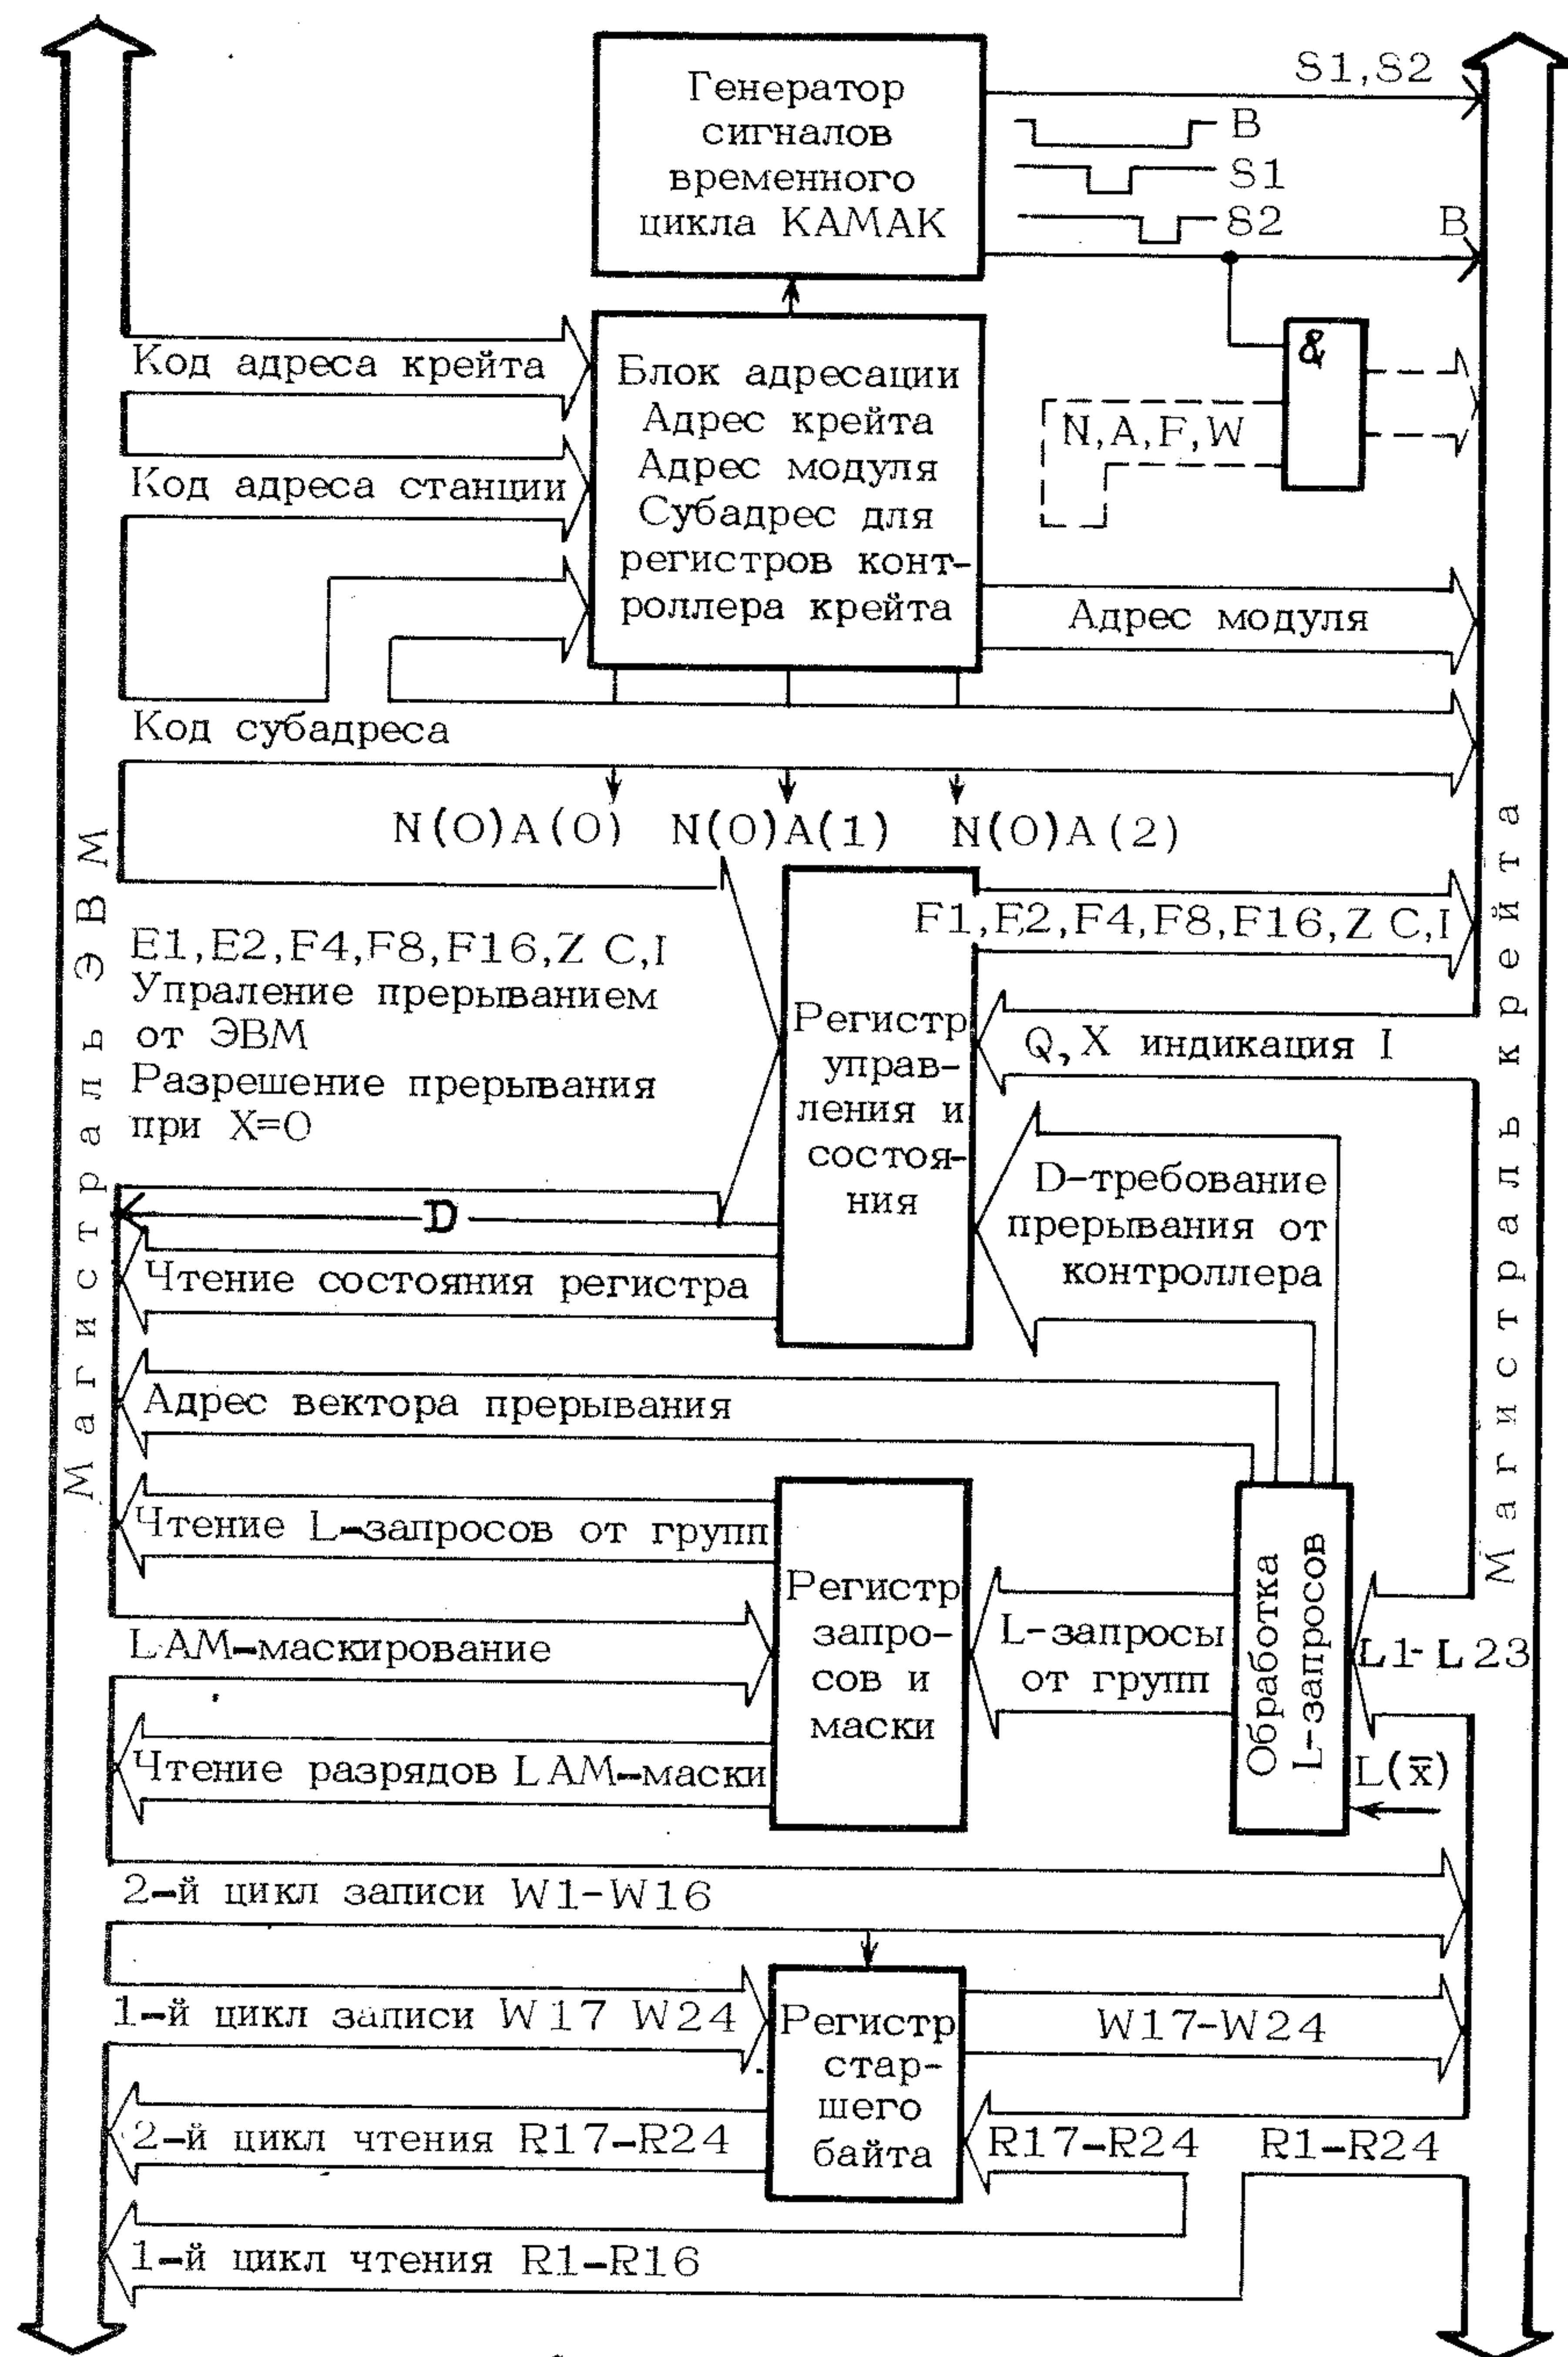 Генератор
сигналов
временного
цикла КАМАК
S1,S2
B
S1
S2
B
Код адреса крейта
Код адреса станции
Блок адресации
Адрес крейта
Адрес модуля
Субадрес для
регистров конт-
роллера крейта
&
N,A,F,W
Адрес модуля
Код субадреса
N(O)A(O) N(O)A(1) N(O)A(2)
Магистраль ЭВМ
Магистраль крейта
E1,E2,F4,F8,F16,Z C,I
Упраление прерыванием
от ЭВМ
Разрешение прерывания
при X=O
Регистр
управ-
ления и
состоя-
ния
F1,F2,F4,F8,F16,Z C,I
Q,X индикация I
D-требование
прерывания от
контроллера
D
Чтение состояния регистра
Адрес вектора прерывания
Чтение L-запросов от групп
LAM-маскирование
Чтение разрядов LAM-маски
Регистр
запро-
сов и
маски
L-запросы
от групп
Обработка
L-запросов
L1-L23
L(x̄)
2-й цикл записи W1-W16
1-й цикл записи W17 W24
Регистр
стар-
шего
байта
W17-W24
2-й цикл чтения R17-R24
R17-R24
R1-R24
1-й цикл чтения R1-R16